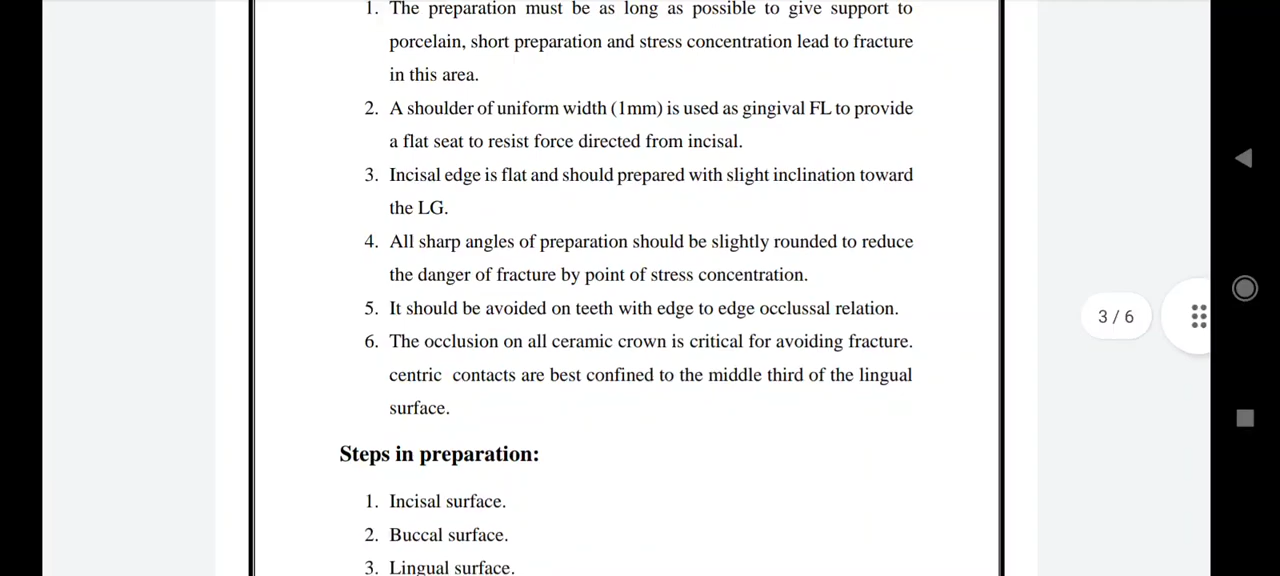 1. The preparation must be as long as possible to give support to
porcelain, short preparation and stress concentration lead to fracture
in this area.
2. A shoulder of uniform width (1mm) is used as gingival FL to provide
a flat seat to resist force directed from incisal.
3. Incisal edge is flat and should prepared with slight inclination toward
the LG.
4. All sharp angles of preparation should be slightly rounded to reduce
the danger of fracture by point of stress concentration.
5. It should be avoided on teeth with edge to edge occlussal relation.
6. The occlusion on all ceramic crown is critical for avoiding fracture.
centric contacts are best confined to the middle third of the lingual
surface.
Steps in preparation:
1. Incisal surface.
2. Buccal surface.
3. Lingual surface.
3 / 6